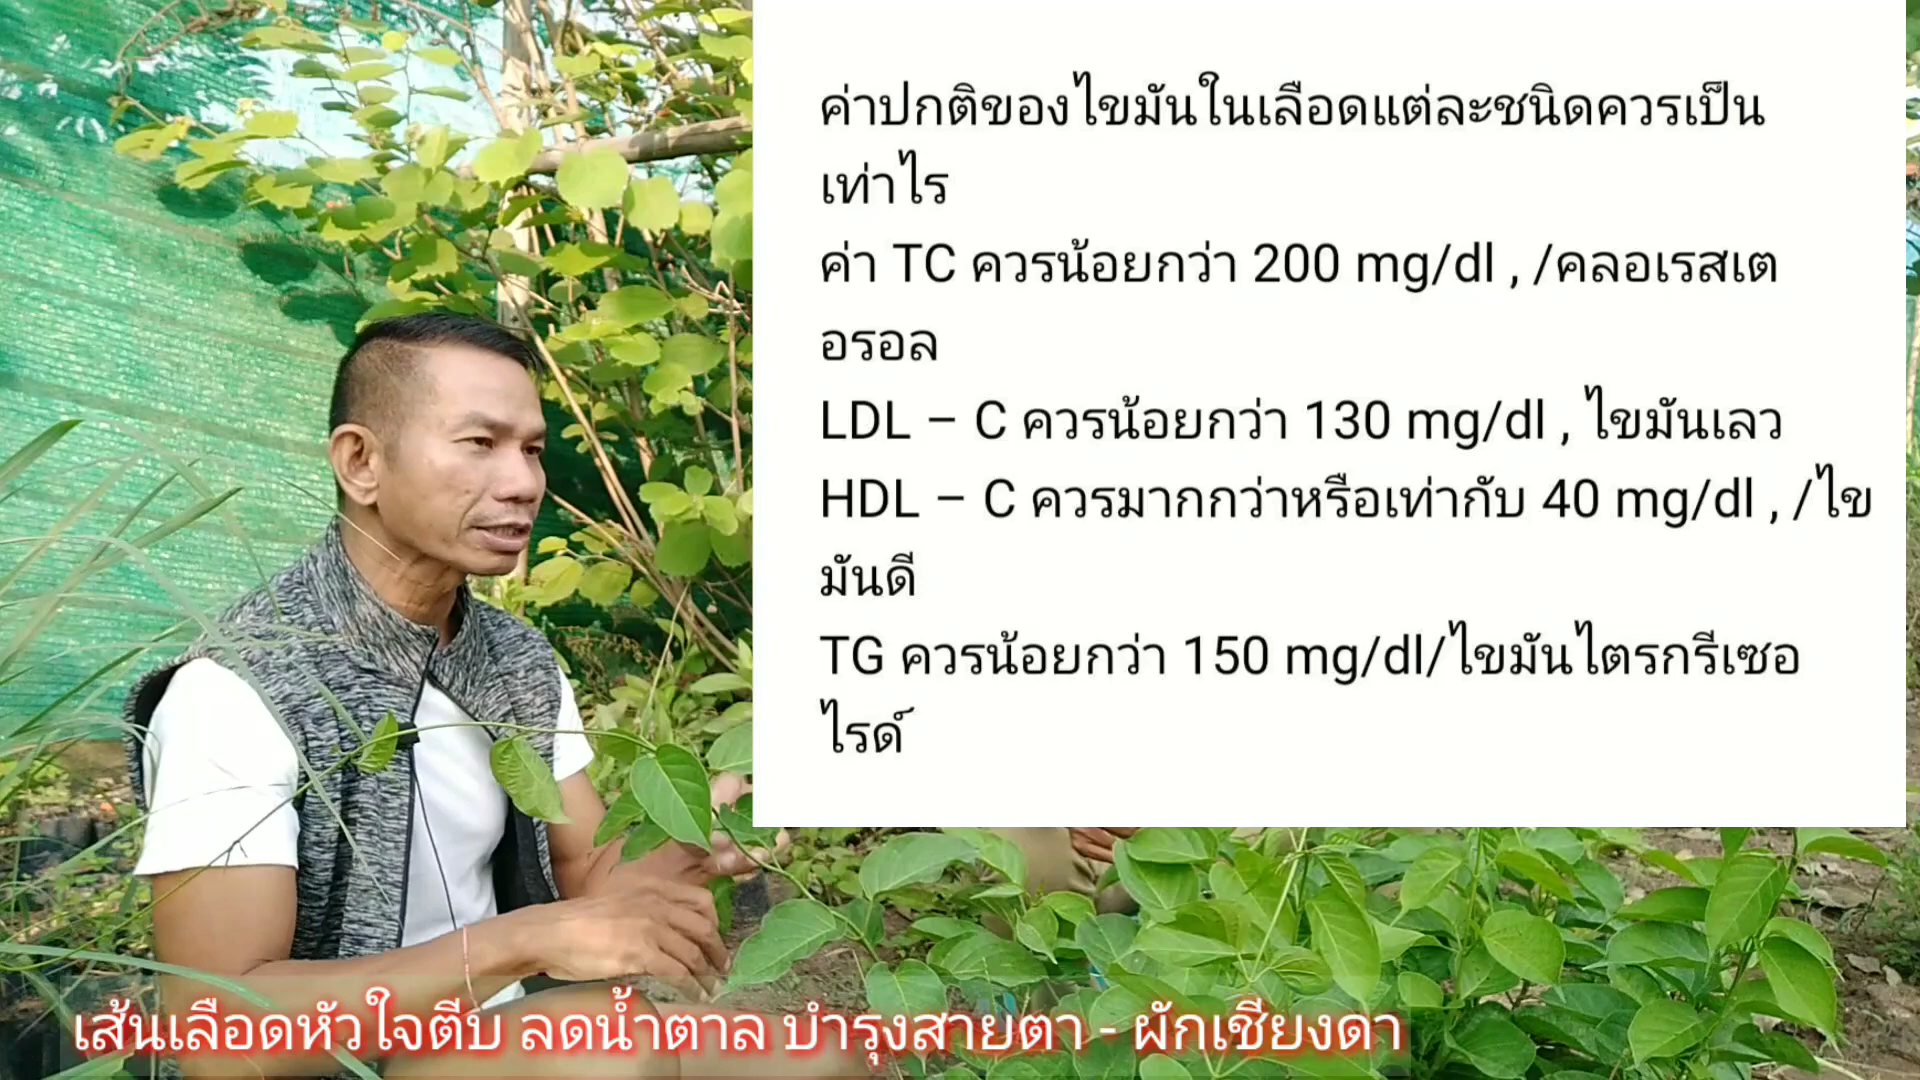 ค่าปกติของไขมันในเลือดแต่ละชนิดควรเป็น
เท่าไร
ค่า TC ควรน้อยกว่า 200 mg/dl , /คลอเรสเต
อรอล
LDL – C ควรน้อยกว่า 130 mg/dl , ไขมันเลว
HDL – C ควรมากกว่าหรือเท่ากับ 40 mg/dl , /ไข
มันดี
TG ควรน้อยกว่า 150 mg/dl/ไขมันไตรกรีเซอ
ไรด์
เส้นเลือดหัวใจตีบ ลดน้ำตาล บำรุงสายตา - ผักเชียงดา